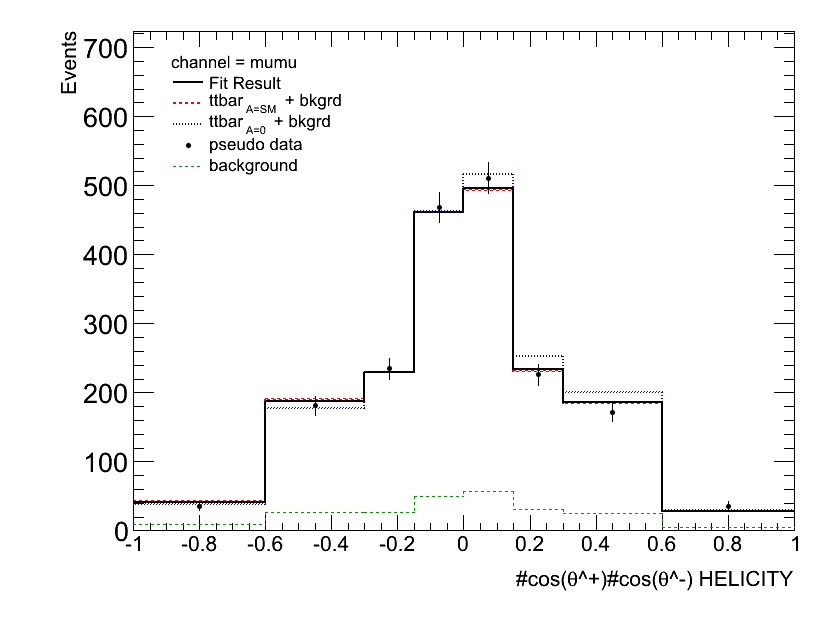 Events
700
600
500
400
300
200
100
0
channel = mumu
Fit Result
ttbar A=SM + bkgrd
ttbar A=0 + bkgrd
pseudo data
background
-1 -0.8 -0.6 -0.4 -0.2 0 0.2 0.4 0.6 0.8 1
#cos(θ^+)#cos(θ^-) HELICITY